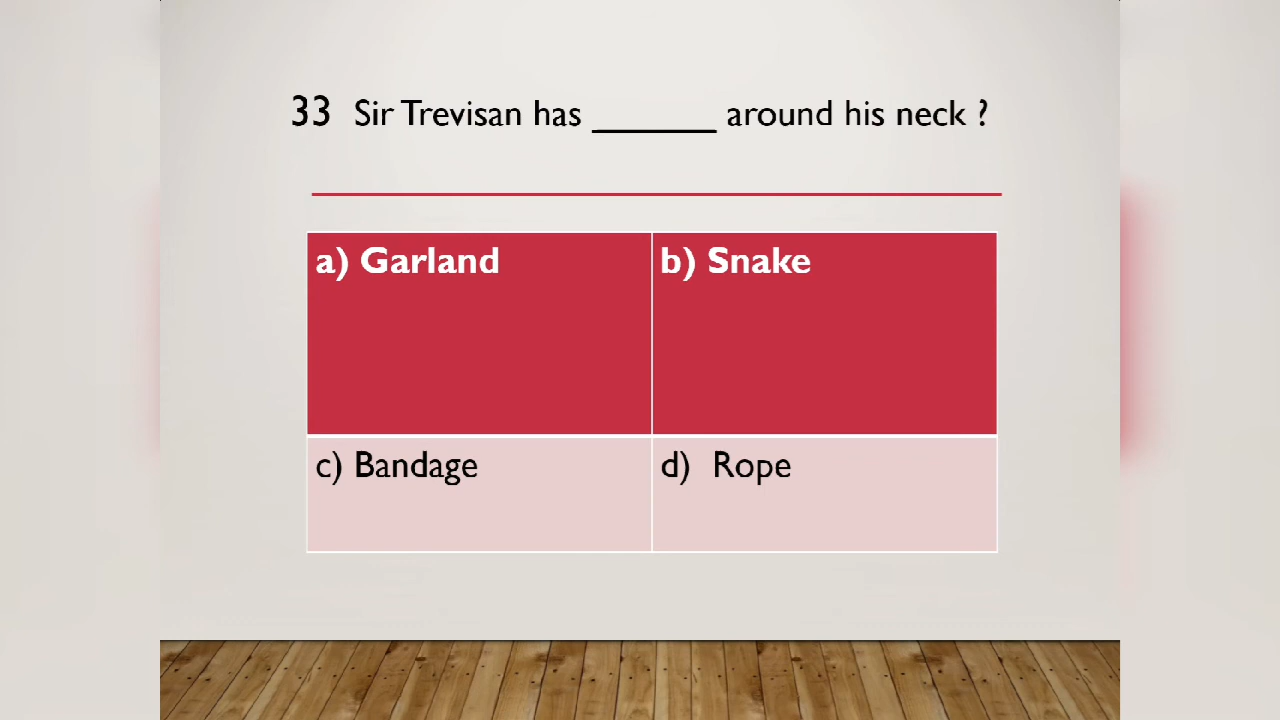 33 Sir Trevisan has _______ around his neck ?
a) Garland
b) Snake
c) Bandage
d) Rope